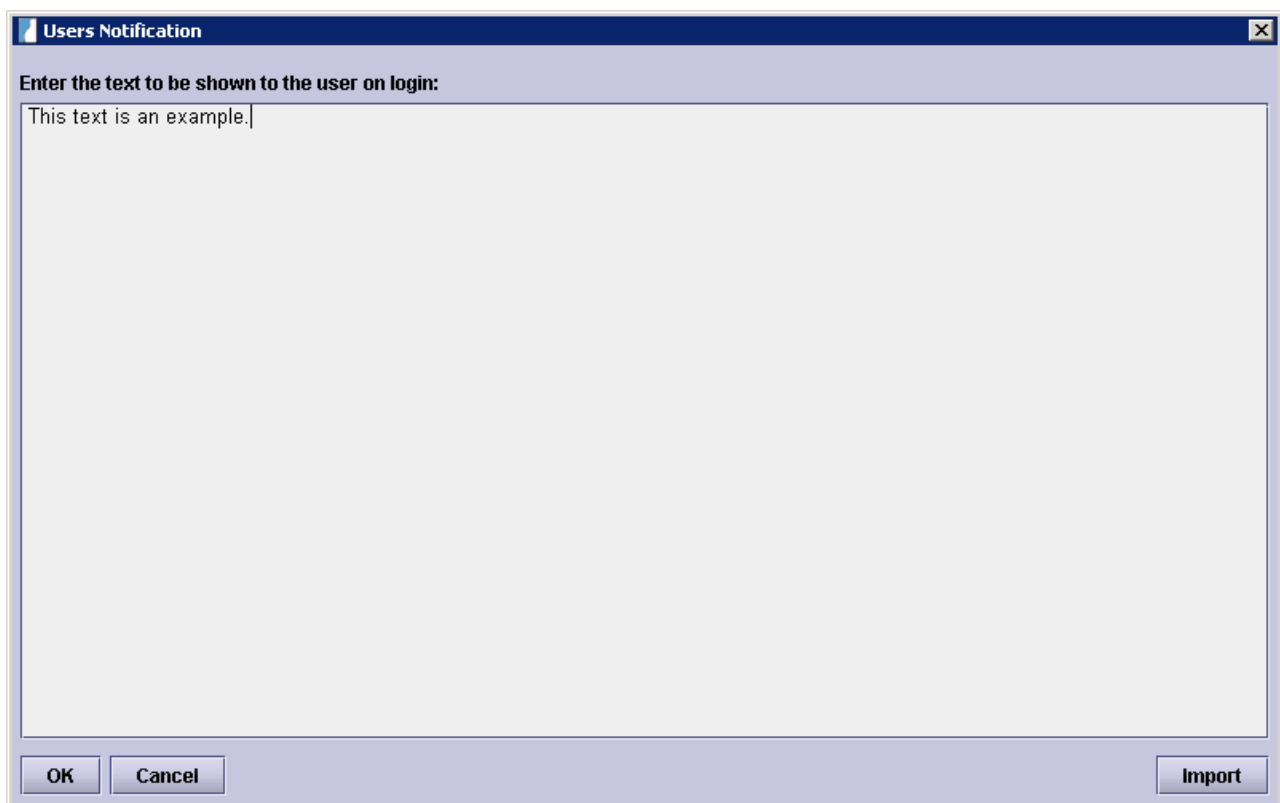 Users Notification
Enter the text to be shown to the user on login:
This text is an example.
OK Cancel Import